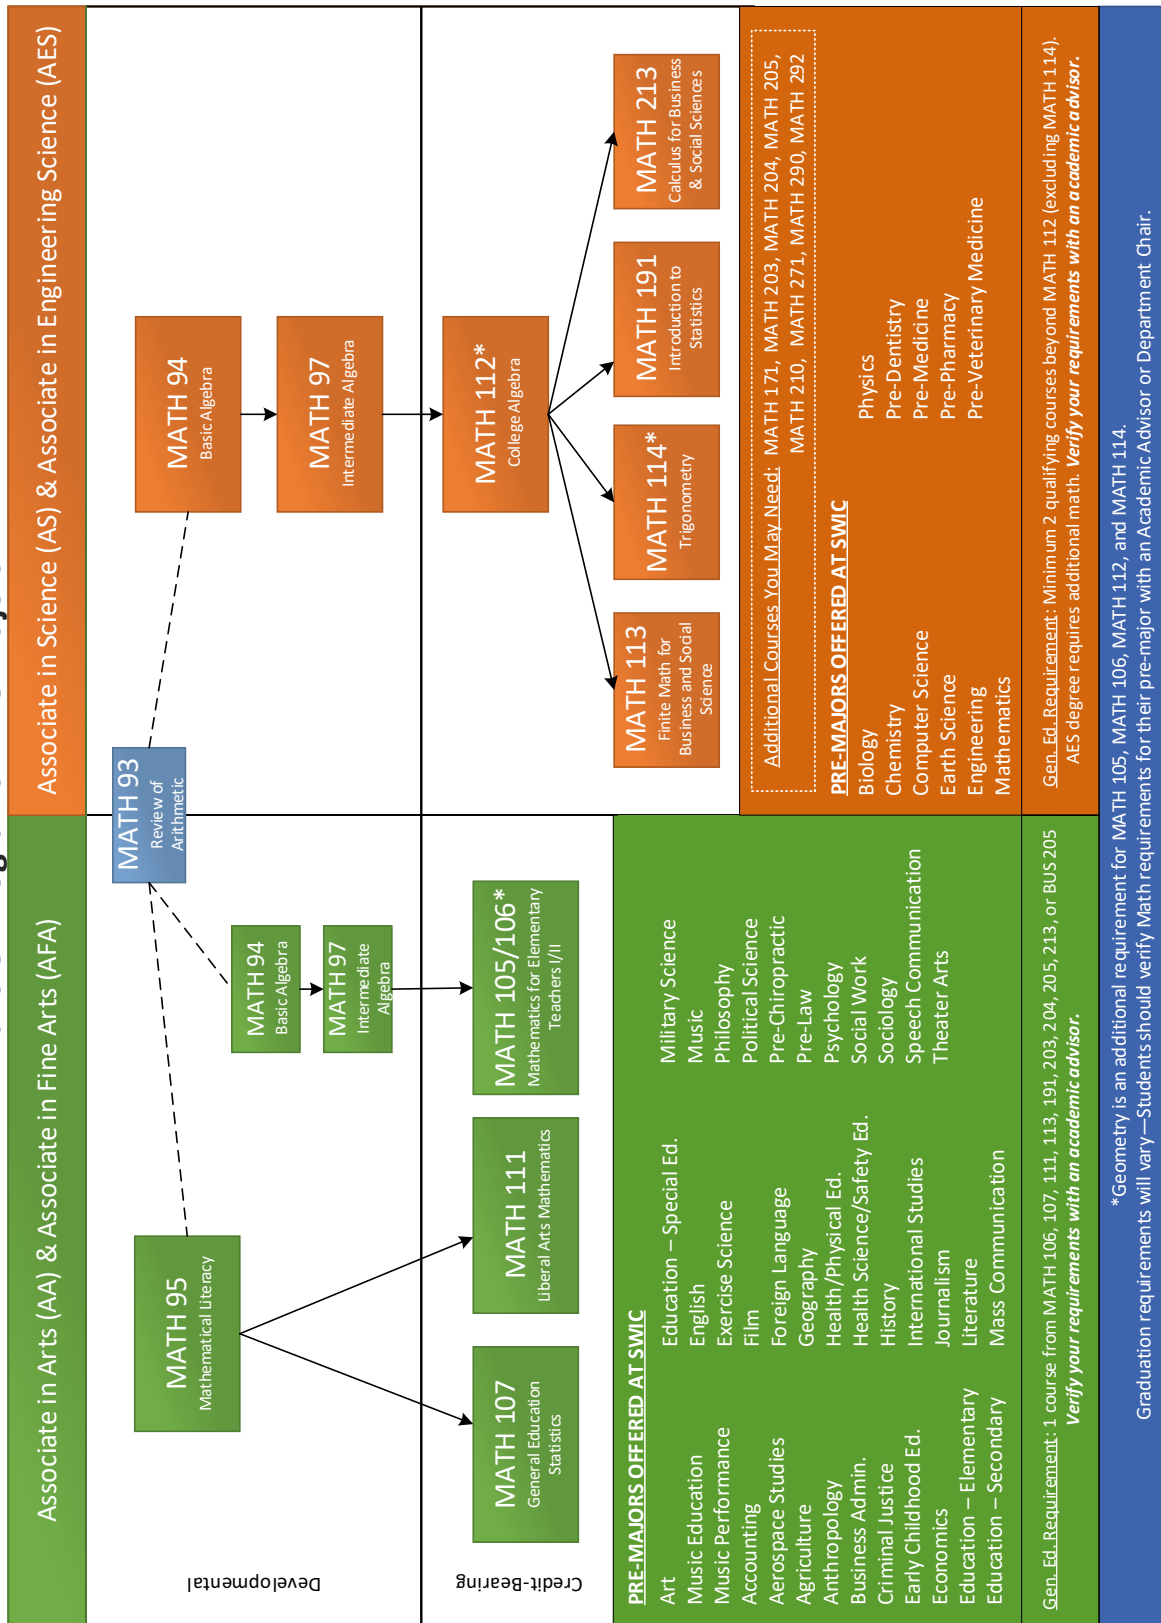 Associate in Arts (AA) & Associate in Fine Arts (AFA)
Associate in Science (AS) & Associate in Engineering Science (AES)
Developmental
MATH 93
Review of
Arithmetic
MATH 95
Mathematical Literacy
MATH 94
Basic Algebra
MATH 97
Intermediate
Algebra
MATH 94
Basic Algebra
MATH 97
Intermediate Algebra
Credit-Bearing
MATH 107
General Education
Statistics
MATH 111
Liberal Arts Mathematics
MATH 105/106*
Mathematics for Elementary
Teachers I/II
MATH 112*
College Algebra
MATH 113
Finite Math for
Business and Social
Science
MATH 114*
Trigonometry
MATH 191
Introduction to
Statistics
MATH 213
Calculus for Business
& Social Sciences
PRE-MAJORS OFFERED AT SWIC
Art
Music Education
Music Performance
Accounting
Aerospace Studies
Agriculture
Anthropology
Business Admin.
Criminal Justice
Early Childhood Ed.
Economics
Education – Elementary
Education – Secondary
Education – Special Ed.
English
Exercise Science
Film
Foreign Language
Geography
Health/Physical Ed.
Health Science/Safety Ed.
History
International Studies
Journalism
Literature
Mass Communication
Military Science
Music
Philosophy
Political Science
Pre-Chiropractic
Pre-Law
Psychology
Social Work
Sociology
Speech Communication
Theater Arts
Gen. Ed. Requirement: 1 course from MATH 106, 107, 111, 113, 191, 203, 204, 205, 213, or BUS 205
Verify your requirements with an academic advisor.
Additional Courses You May Need: MATH 171, MATH 203, MATH 204, MATH 205,
MATH 210, MATH 271, MATH 290, MATH 292
PRE-MAJORS OFFERED AT SWIC
Biology
Chemistry
Computer Science
Earth Science
Engineering
Mathematics
Physics
Pre-Dentistry
Pre-Medicine
Pre-Pharmacy
Pre-Veterinary Medicine
Gen. Ed. Requirement: Minimum 2 qualifying courses beyond MATH 112 (excluding MATH 114).
AES degree requires additional math. Verify your requirements with an academic advisor.
*Geometry is an additional requirement for MATH 105, MATH 106, MATH 112, and MATH 114.
Graduation requirements will vary—Students should verify Math requirements for their pre-major with an Academic Advisor or Department Chair.